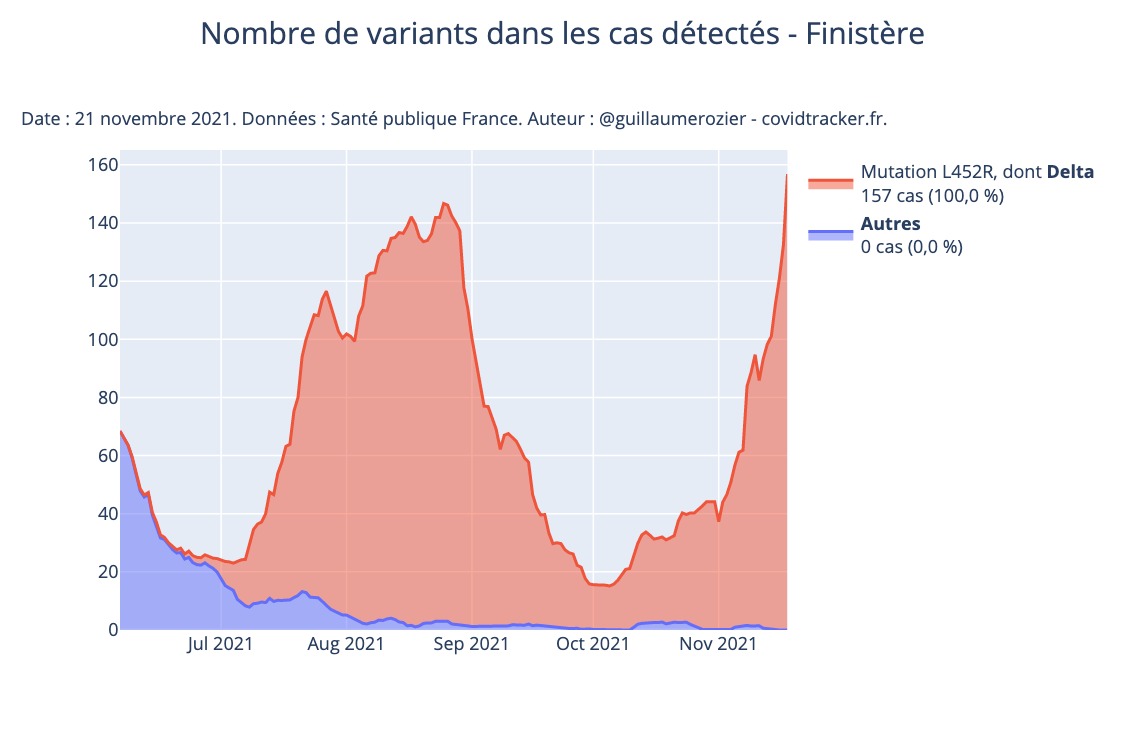 Nombre de variants dans les cas détectés - Finistère
Date : 21 novembre 2021. Données : Santé publique France. Auteur : @guillaumerozier - covidtracker.fr.
160
140
120
100
80
60
40
20
0
Jul 2021
Aug 2021
Sep 2021
Oct 2021
Nov 2021
Mutation L452R, dont Delta
157 cas (100,0 %)
Autres
0 cas (0,0 %)